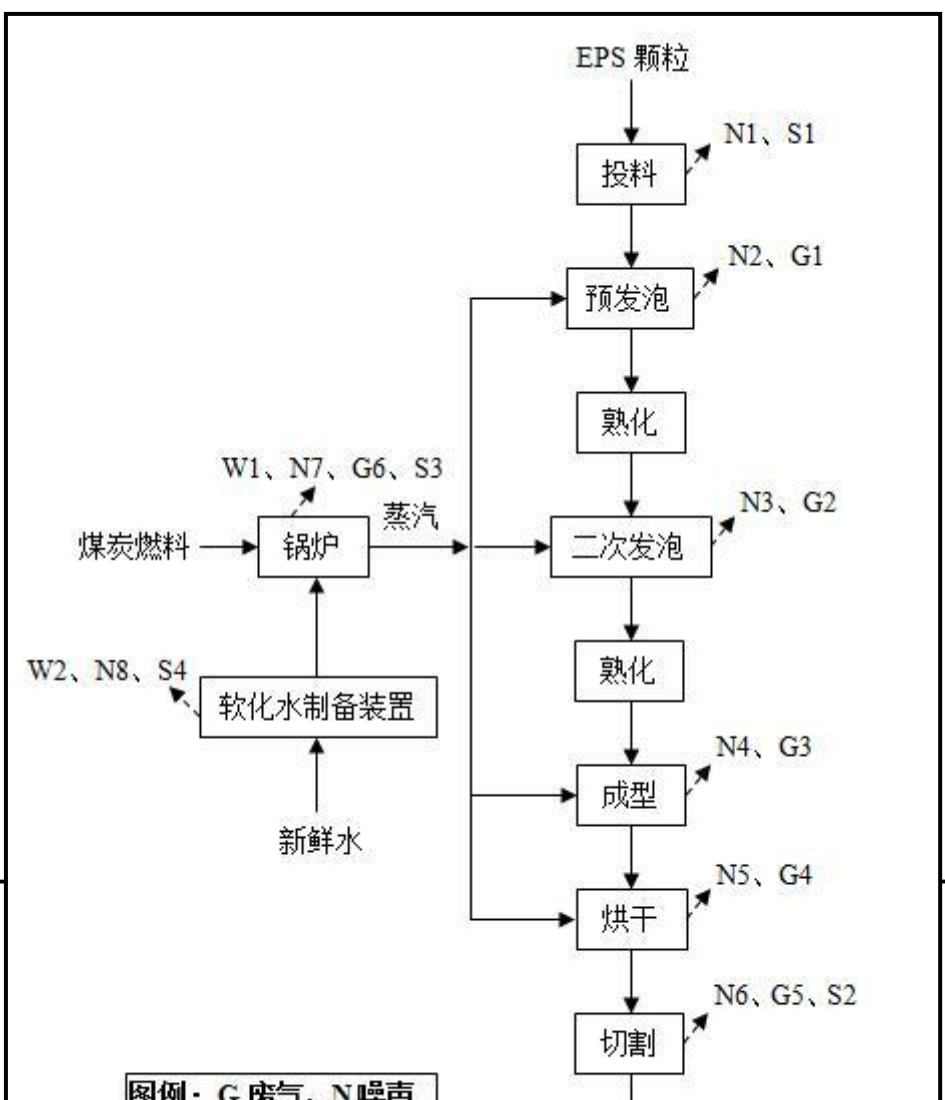 EPS 颗粒
N1、S1
投料
N2、G1
预发泡
熟化
W1、N7、G6、S3
蒸汽
N3、G2
煤炭燃料
锅炉
二次发泡
熟化
W2、N8、S4
软化水制备装置
N4、G3
成型
新鲜水
N5、G4
烘干
N6、G5、S2
切割
图例：G 废气、N噪声